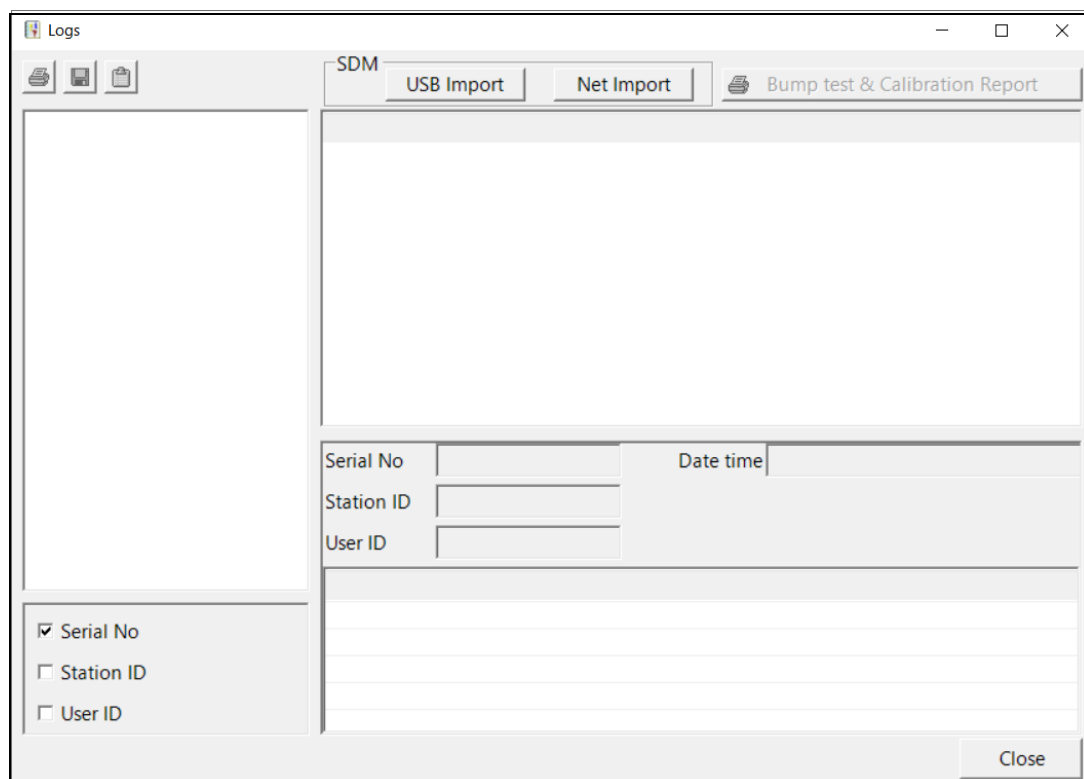 Logs
SDM
USB Import
Net Import
Bump test & Calibration Report
Serial No
Date time
Station ID
User ID
Serial No
Station ID
User ID
Close